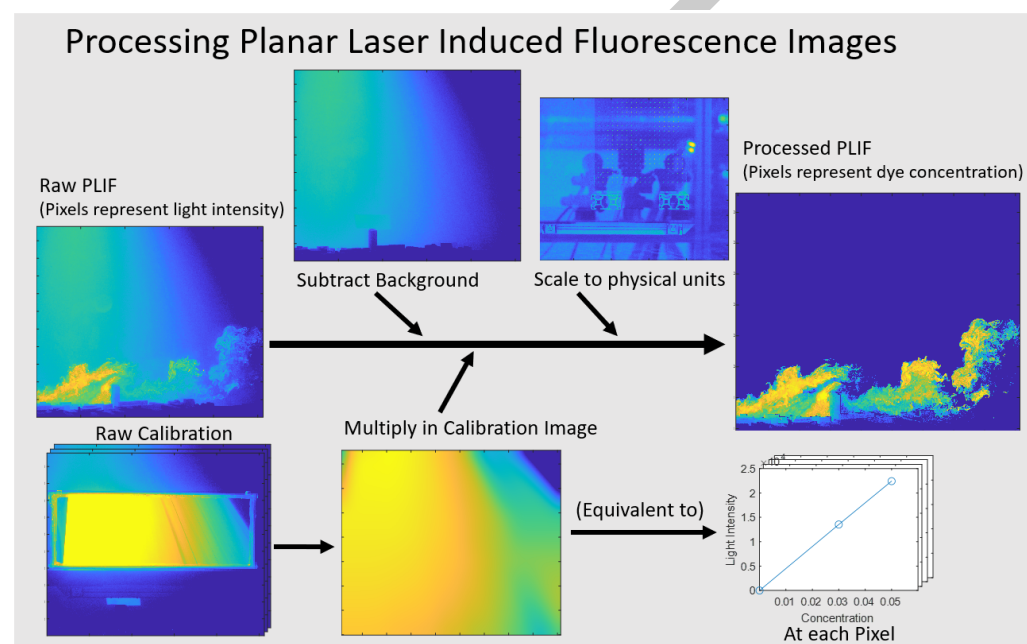 Processing Planar Laser Induced Fluorescence Images
Raw PLIF
(Pixels represent light intensity)
Subtract Background
Scale to physical units
Processed PLIF
(Pixels represent dye concentration)
Raw Calibration
Multiply in Calibration Image
(Equivalent to)
2.5
2
1.5
1
0.5
0
Light Intensity
0.01 0.02 0.03 0.04 0.05
Concentration
At each Pixel